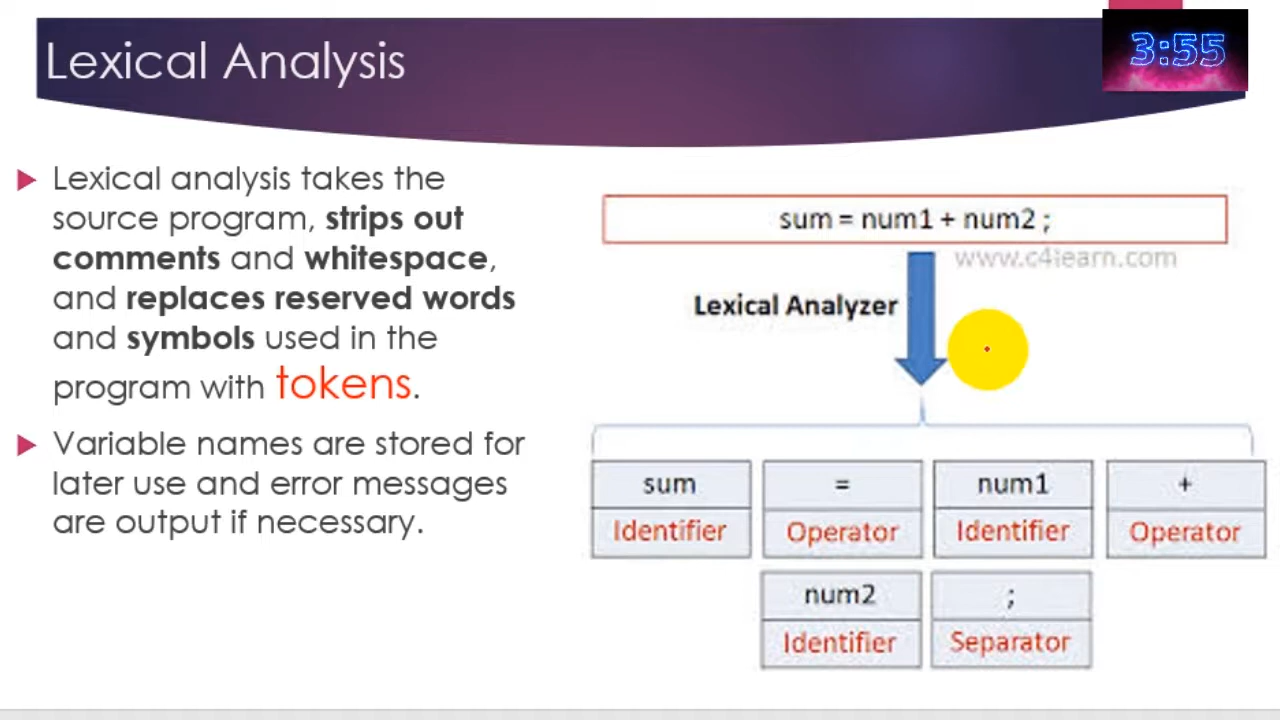 Lexical Analysis
3:55
Lexical analysis takes the
source program, strips out
comments and whitespace,
and replaces reserved words
and symbols used in the
program with tokens.
Variable names are stored for
later use and error messages
are output if necessary.
sum = num1 + num2 ;
www.c4learn.com
Lexical Analyzer
sum = num1 +
Identifier Operator Identifier Operator
num2 ;
Identifier Separator